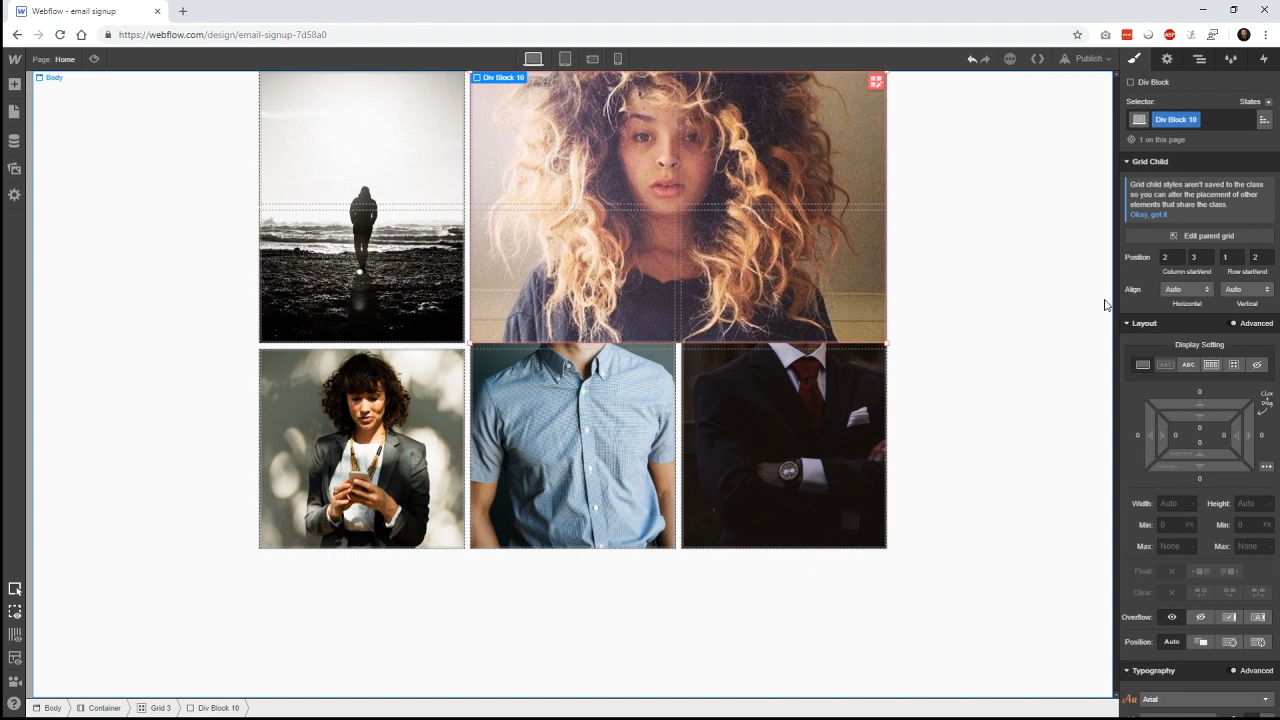 Webflow - email signup
https://webflow.com/design/email-signup-7d58a0
Page: Home
Publish
Body
Div Block 10
Div Block
Selector:
States
Div Block 10
1 on this page
Grid Child
Grid child styles aren't saved to the class
so you can alter the placement of other
elements that share the class.
Okay, got it
Edit parent grid
Position 2 3 1 2
Column start/end Row start/end
Align Auto Auto
Horizontal Vertical
Layout Advanced
Display Setting
ABC ABC
0
Click + Drag
0
0 0 0 0 0
0
0
Width: Auto - Height: Auto -
Min: 0 PX Min: 0 PX
Max: None - Max: None -
Float:
Clear:
Overflow:
Position: Auto
Typography Advanced
Aa Arial
Body Container Grid 3 Div Block 10